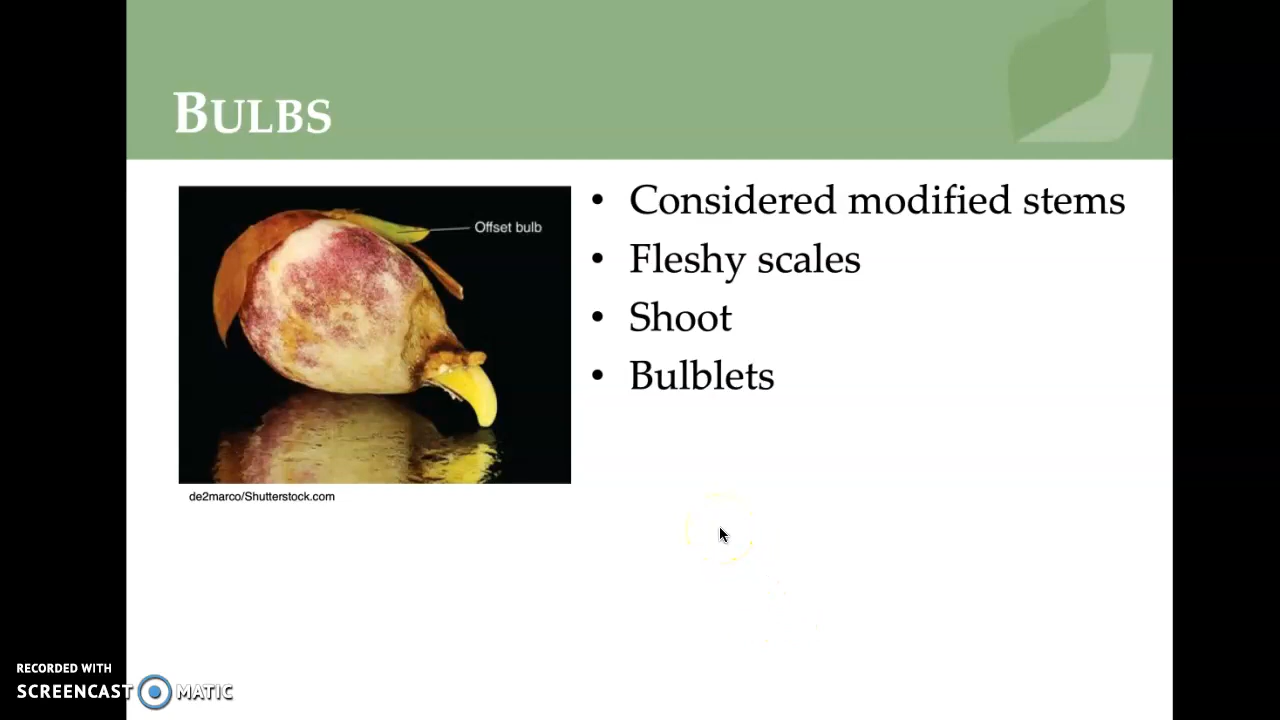 BULBS
Offset bulb
• Considered modified stems
• Fleshy scales
• Shoot
• Bulblets
de2marco/Shutterstock.com
RECORDED WITH
SCREENCAST MATIC